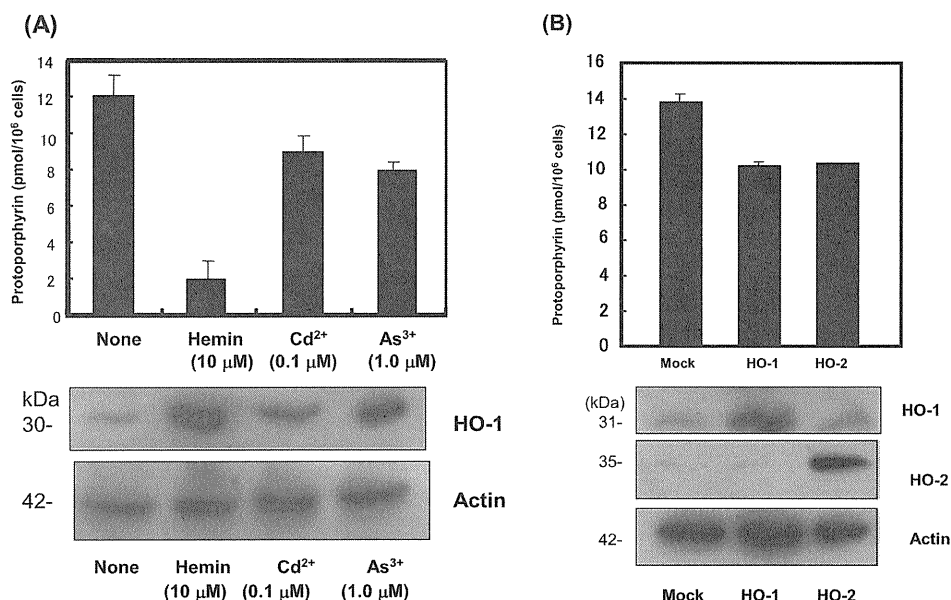 (A)
Protoporphyrin (pmol/10⁶ cells)
14
12
10
8
6
4
2
0
None Hemin Cd²⁺ As³⁺
(10 μM) (0.1 μM) (1.0 μM)
kDa
30-
HO-1
42-
Actin
None Hemin Cd²⁺ As³⁺
(10 μM) (0.1 μM) (1.0 μM)
(B)
Protoporphyrin (pmol/10⁶ cells)
16
14
12
10
8
6
4
2
0
Mock HO-1 HO-2
(kDa)
31-
HO-1
35-
HO-2
42-
Actin
Mock HO-1 HO-2